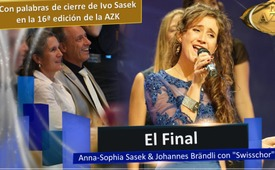 Con palabras de cierre de Ivo Sasek
en la 16ª edición de la AZK
El Final
Anna-Sophia Sasek & Johannes Brändli con "Swisschor"